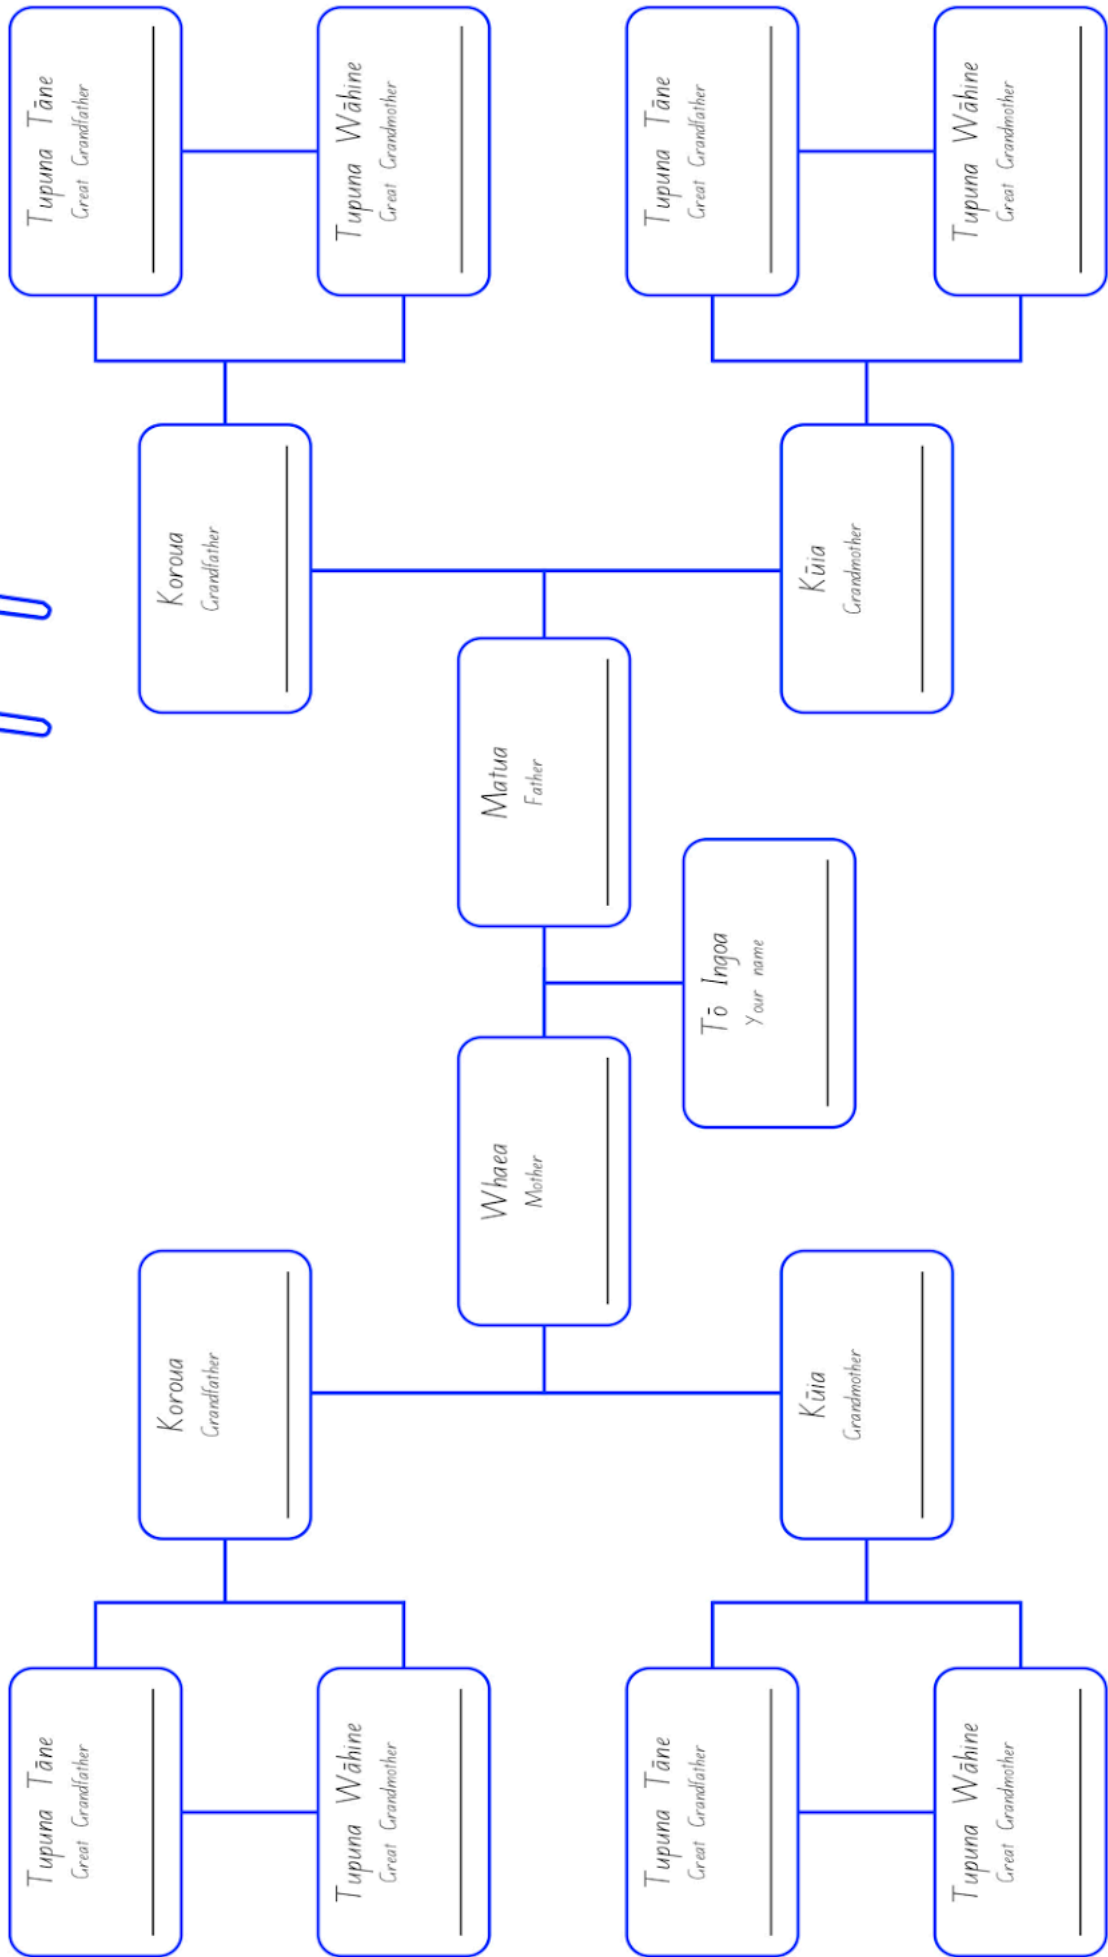 Tupuna Tāne
Great Grandfather
Tupuna Tāne
Great Grandfather
Koroua
Grandfather
Koroua
Grandfather
Tupuna Wāhine
Great Grandmother
Tupuna Wāhine
Great Grandmother
Whaea
Mother
Matua
Father
Tupuna Tāne
Great Grandfather
Tupuna Tāne
Great Grandfather
Tō Ingoa
Your name
Kūia
Grandmother
Kūia
Grandmother
Tupuna Wāhine
Great Grandmother
Tupuna Wāhine
Great Grandmother